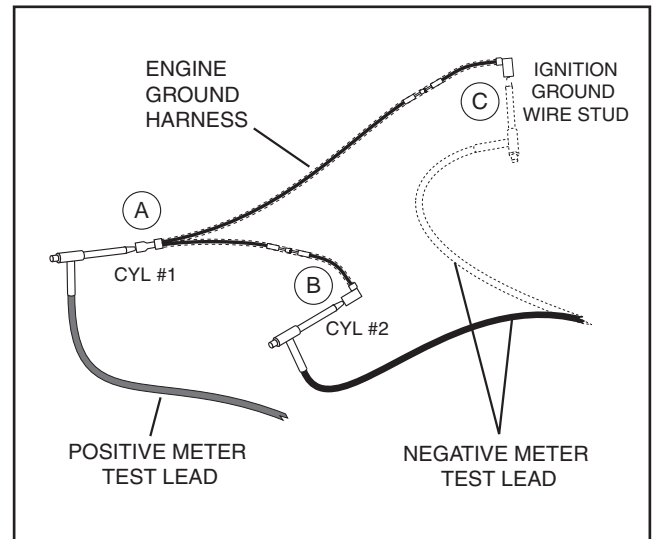 ENGINE
GROUND
HARNESS
IGNITION
GROUND
WIRE STUD
C
A
CYL #1
B
CYL #2
POSITIVE METER
TEST LEAD
NEGATIVE METER
TEST LEAD